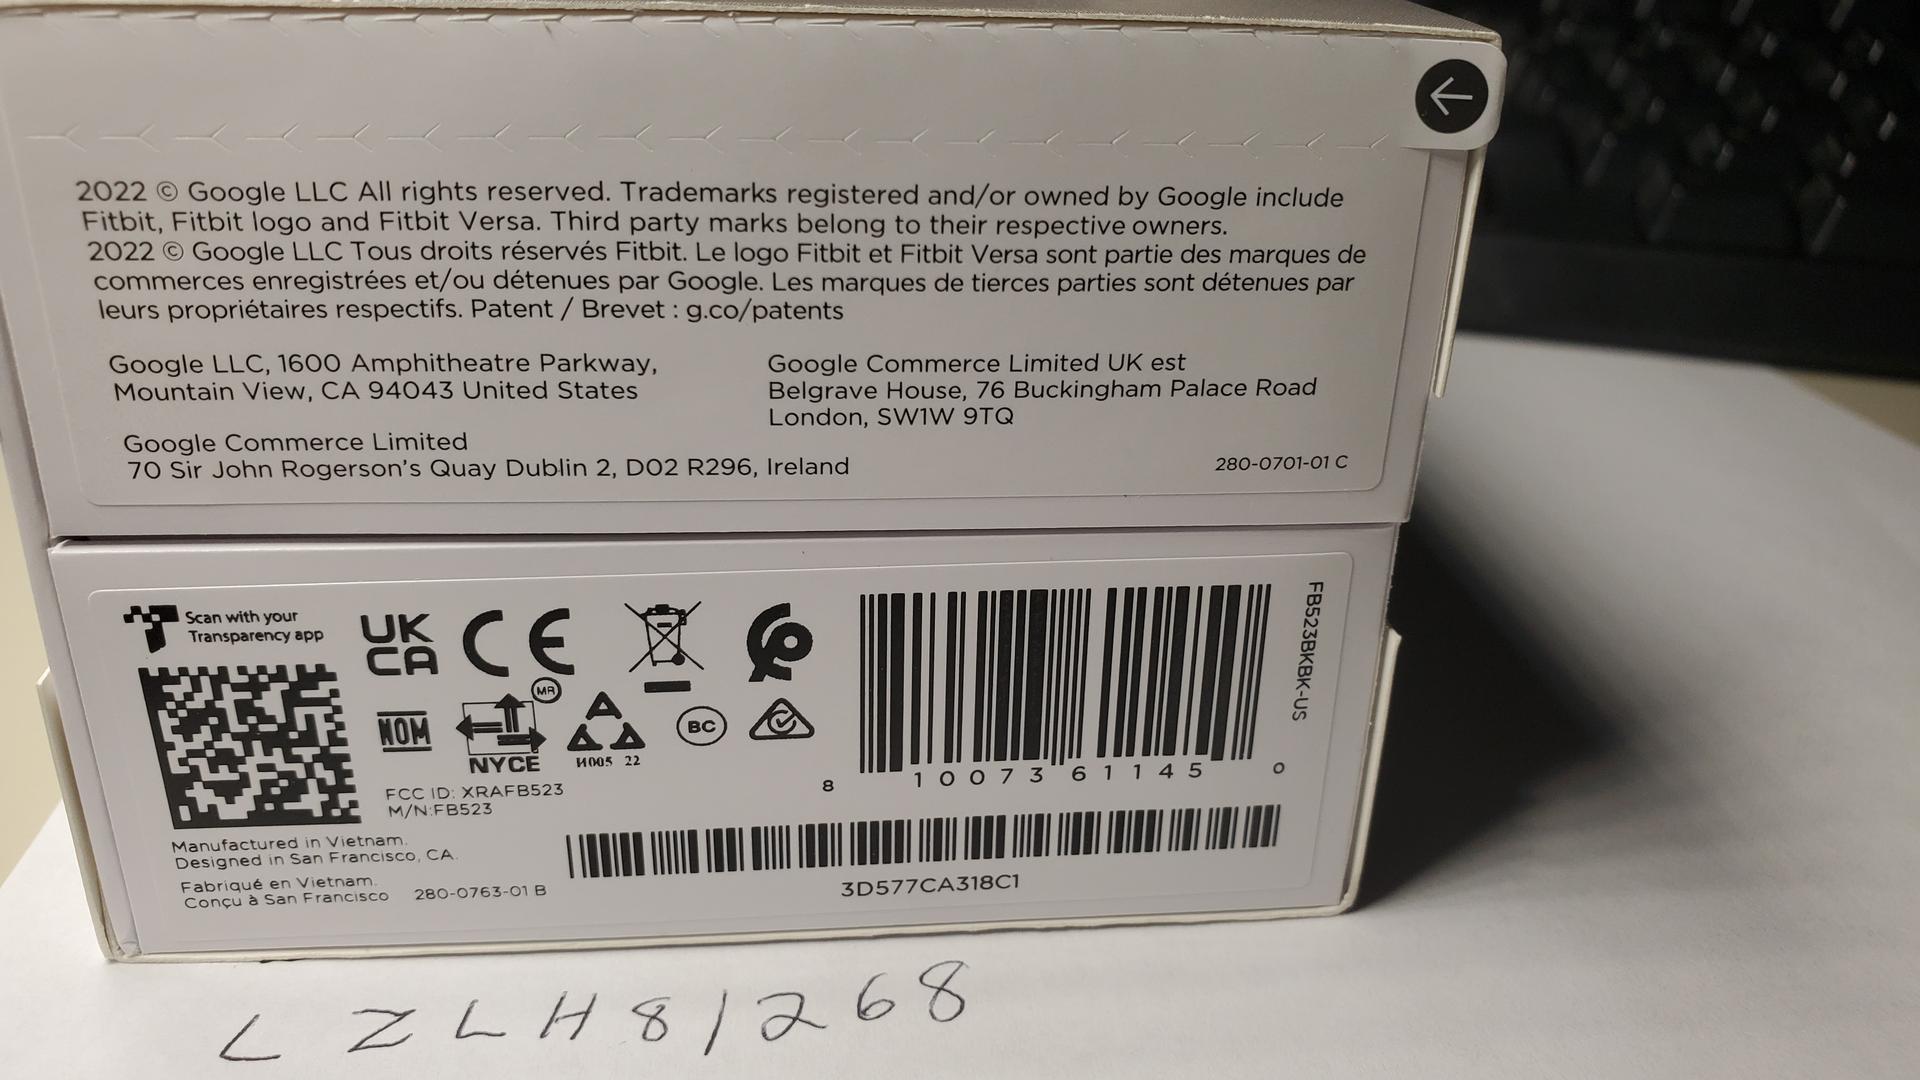 2022 © Google LLC All rights reserved. Trademarks registered and/or owned by Google include
Fitbit, Fitbit logo and Fitbit Versa. Third party marks belong to their respective owners.
2022 © Google LLC Tous droits réservés Fitbit. Le logo Fitbit et Fitbit Versa sont partie des marques de
commerces enregistrées et/ou détenues par Google. Les marques de tierces parties sont détenues par
leurs propriétaires respectifs. Patent / Brevet : g.co/patents
Google LLC, 1600 Amphitheatre Parkway,
Mountain View, CA 94043 United States
Google Commerce Limited UK est
Belgrave House, 76 Buckingham Palace Road
London, SW1W 9TQ
Google Commerce Limited
70 Sir John Rogerson's Quay Dublin 2, D02 R296, Ireland
280-0701-01 C
Scan with your
Transparency app
UK
CA
CE
NOM
MR
NYCE
И005 22
BC
FCC ID: XRAFB523
M/N:FB523
Manufactured in Vietnam.
Designed in San Francisco, CA.
Fabriqué en Vietnam.
Conçu à San Francisco
280-0763-01 B
8 10073 61145 0
FB523BKBK-US
3D577CA318C1
LZLH81268